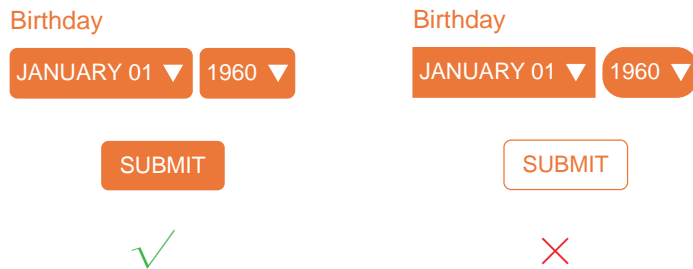 Birthday
JANUARY 01 ▼ 1960 ▼
SUBMIT
Birthday
JANUARY 01 ▼ 1960 ▼
SUBMIT